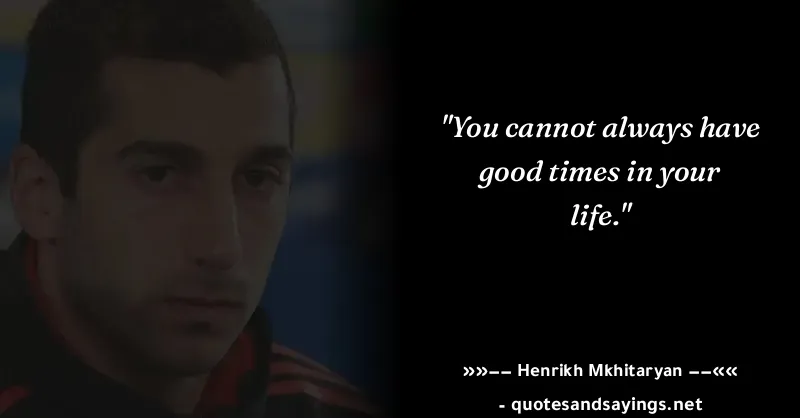 "You cannot always have
good times in your
life."
»»−− Henrikh Mkhitaryan −−««
- quotesandsayings.net